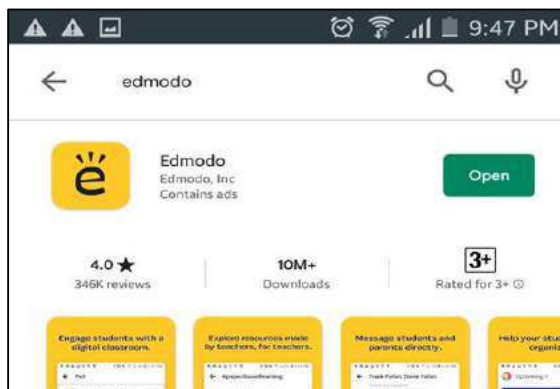 9:47 PM
edmodo
ë
Edmodo
Edmodo, Inc
Contains ads
Open
4.0 ★
346K reviews
10M+
Downloads
3+
Rated for 3+
Engage students with a
digital classroom.
Explore resources made
by teachers, for teachers.
Message students and
parents directly.
Help your stu
organi